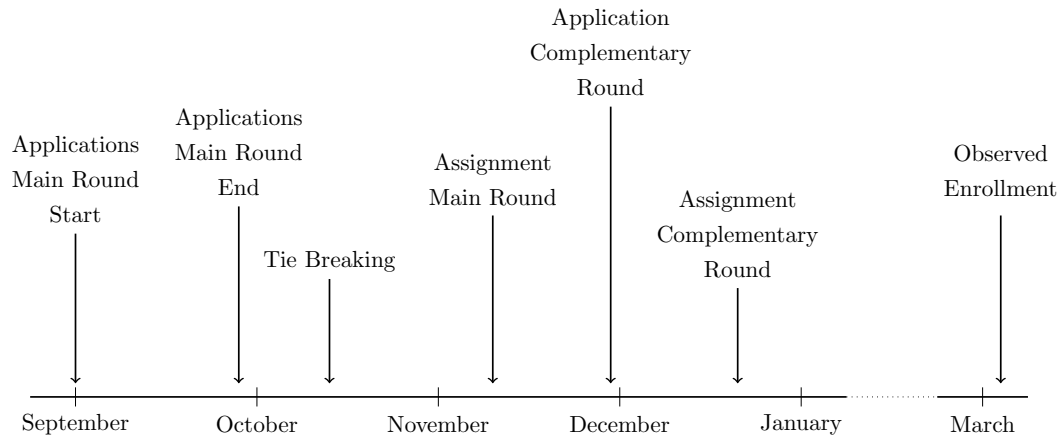 Applications
Main Round
Start
Applications
Main Round
End
Tie Breaking
Assignment
Main Round
Application
Complementary
Round
Assignment
Complementary
Round
Observed
Enrollment
September
October
November
December
January
March